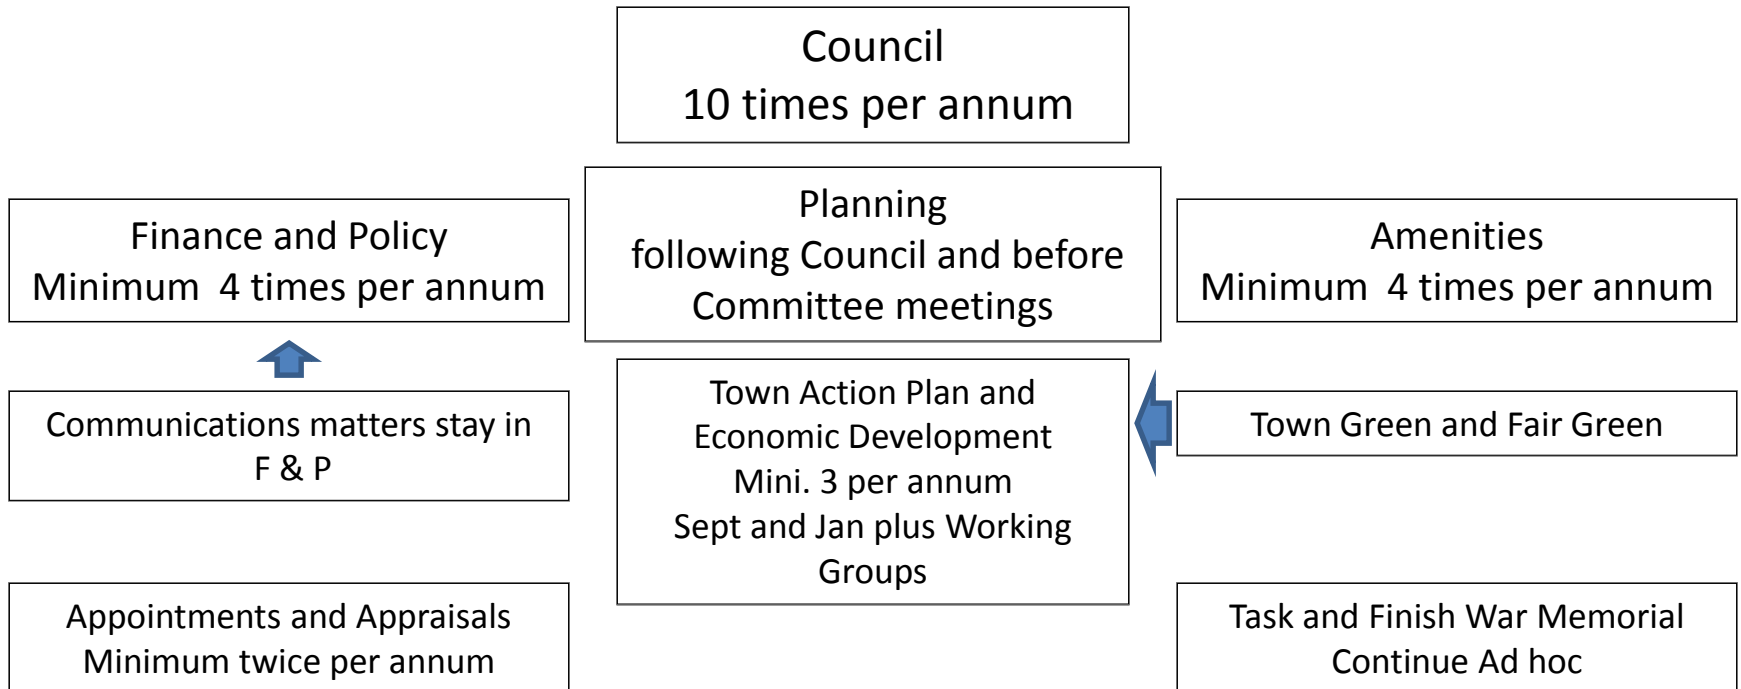 Council
10 times per annum
Planning
following Council and before
Committee meetings
Finance and Policy
Minimum 4 times per annum
Amenities
Minimum 4 times per annum
Communications matters stay in
F & P
Town Action Plan and
Economic Development
Mini. 3 per annum
Sept and Jan plus Working
Groups
Town Green and Fair Green
Appointments and Appraisals
Minimum twice per annum
Task and Finish War Memorial
Continue Ad hoc